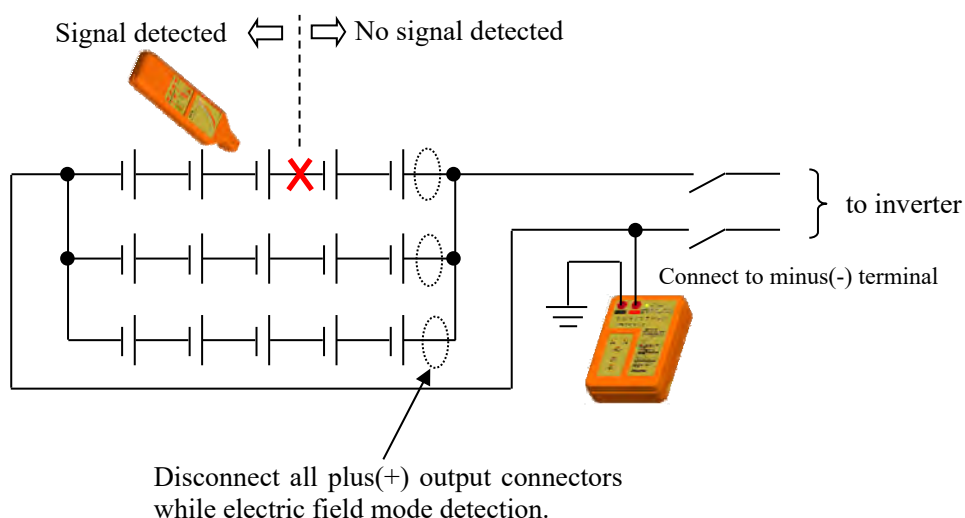 Signal detected
No signal detected
to inverter
Connect to minus(-) terminal
Disconnect all plus(+) output connectors
while electric field mode detection.